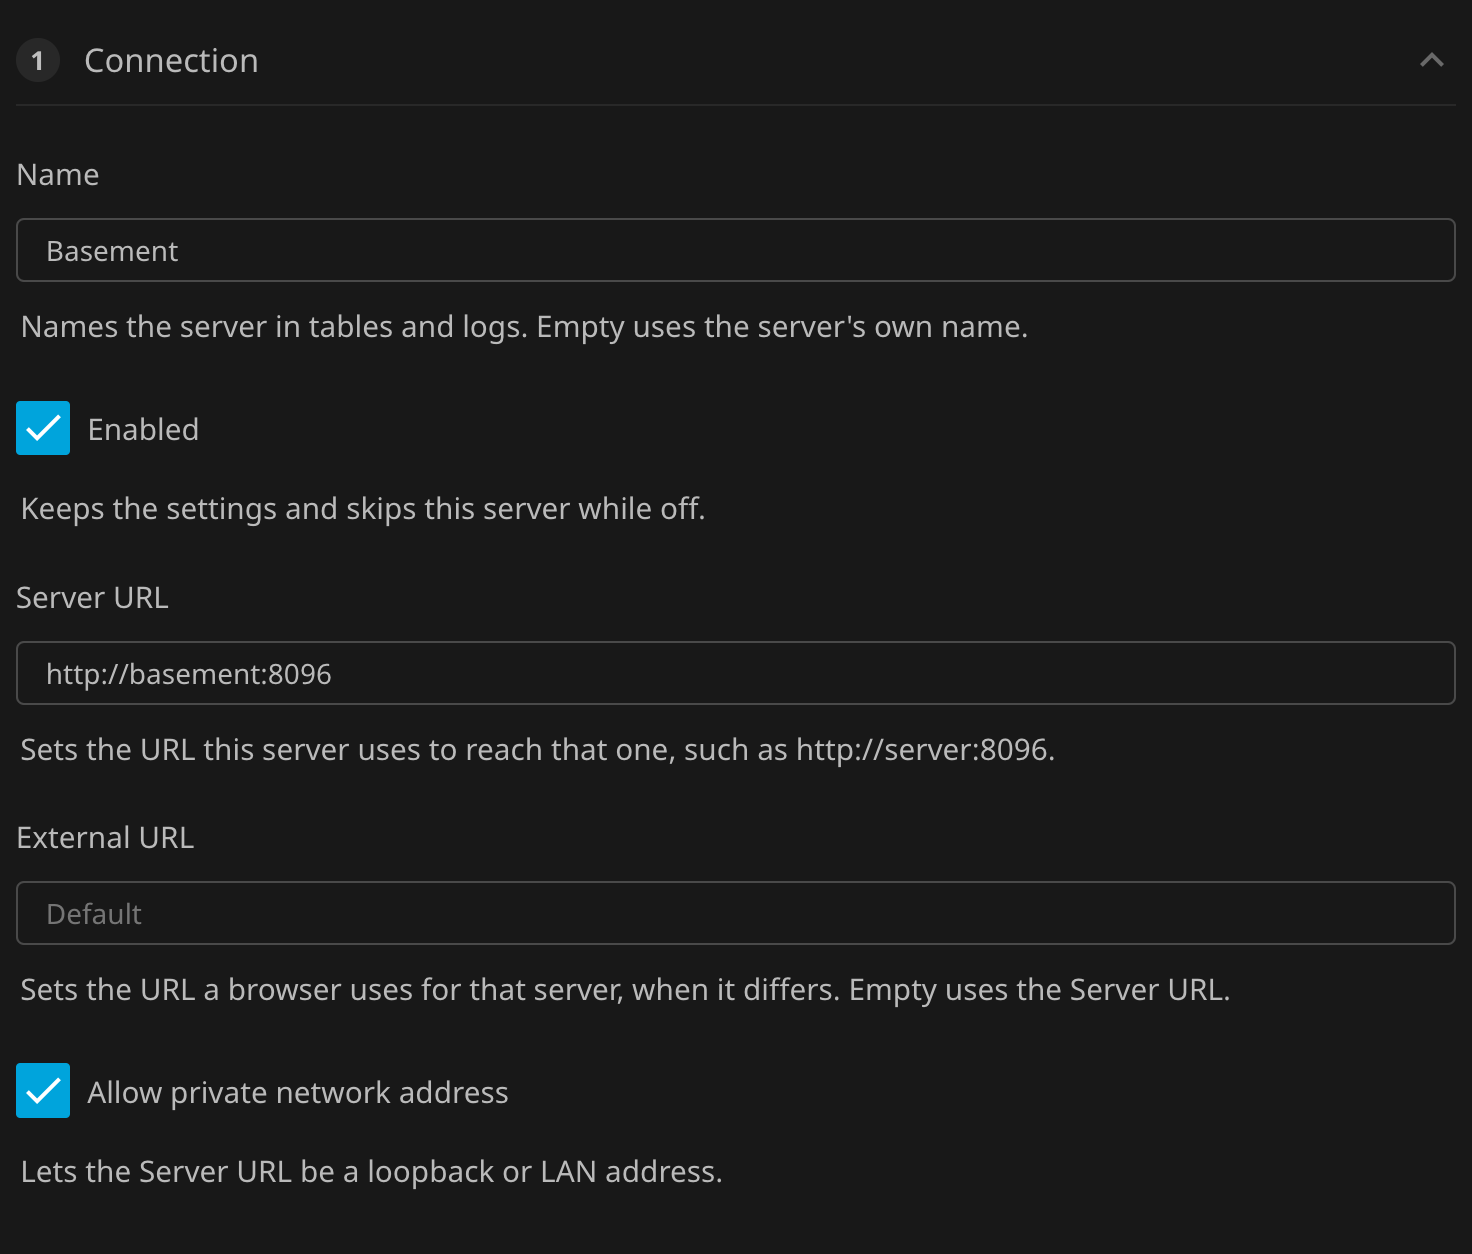 1 Connection
Name
Basement
Names the server in tables and logs. Empty uses the server's own name.
Enabled
Keeps the settings and skips this server while off.
Server URL
http://basement:8096
Sets the URL this server uses to reach that one, such as http://server:8096.
External URL
Default
Sets the URL a browser uses for that server, when it differs. Empty uses the Server URL.
Allow private network address
Lets the Server URL be a loopback or LAN address.